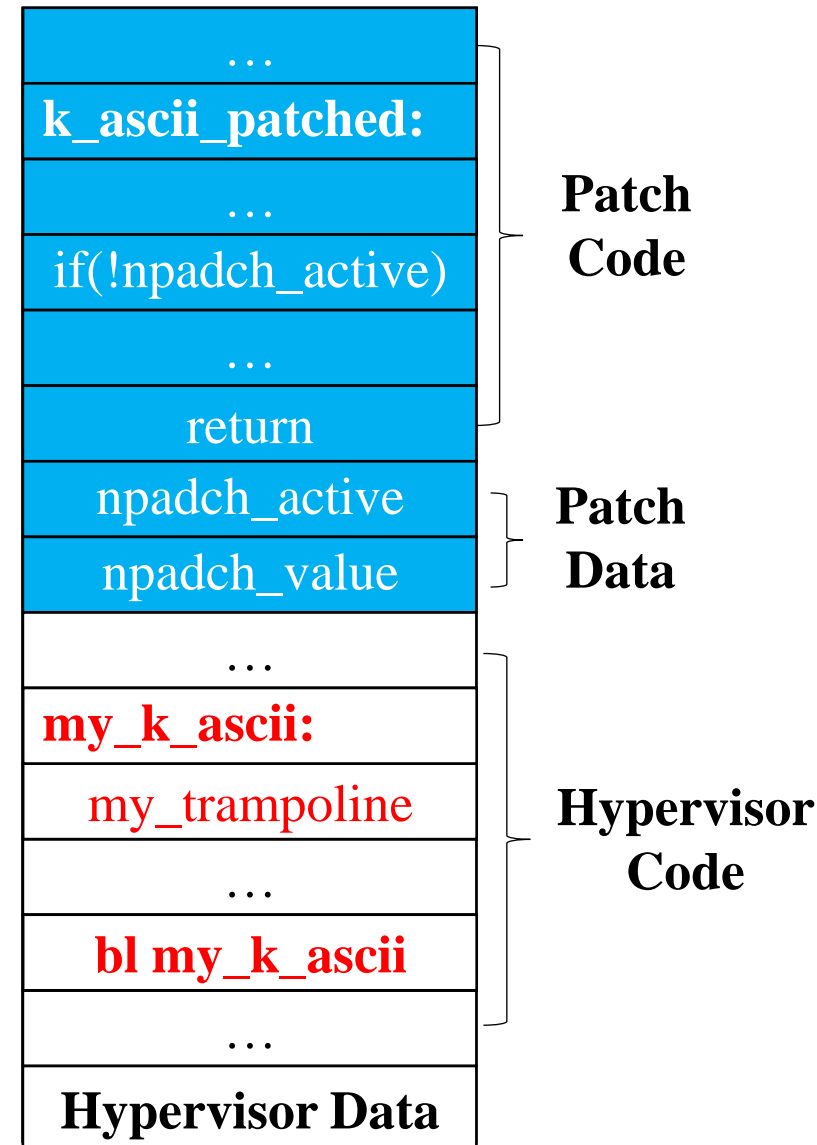 …
k_ascii_patched:
…
if(!npadch_active)
…
return
Patch
Code
npadch_active
npadch_value
Patch
Data
…
my_k_ascii:
my_trampoline
…
bl my_k_ascii
…
Hypervisor
Code
Hypervisor Data